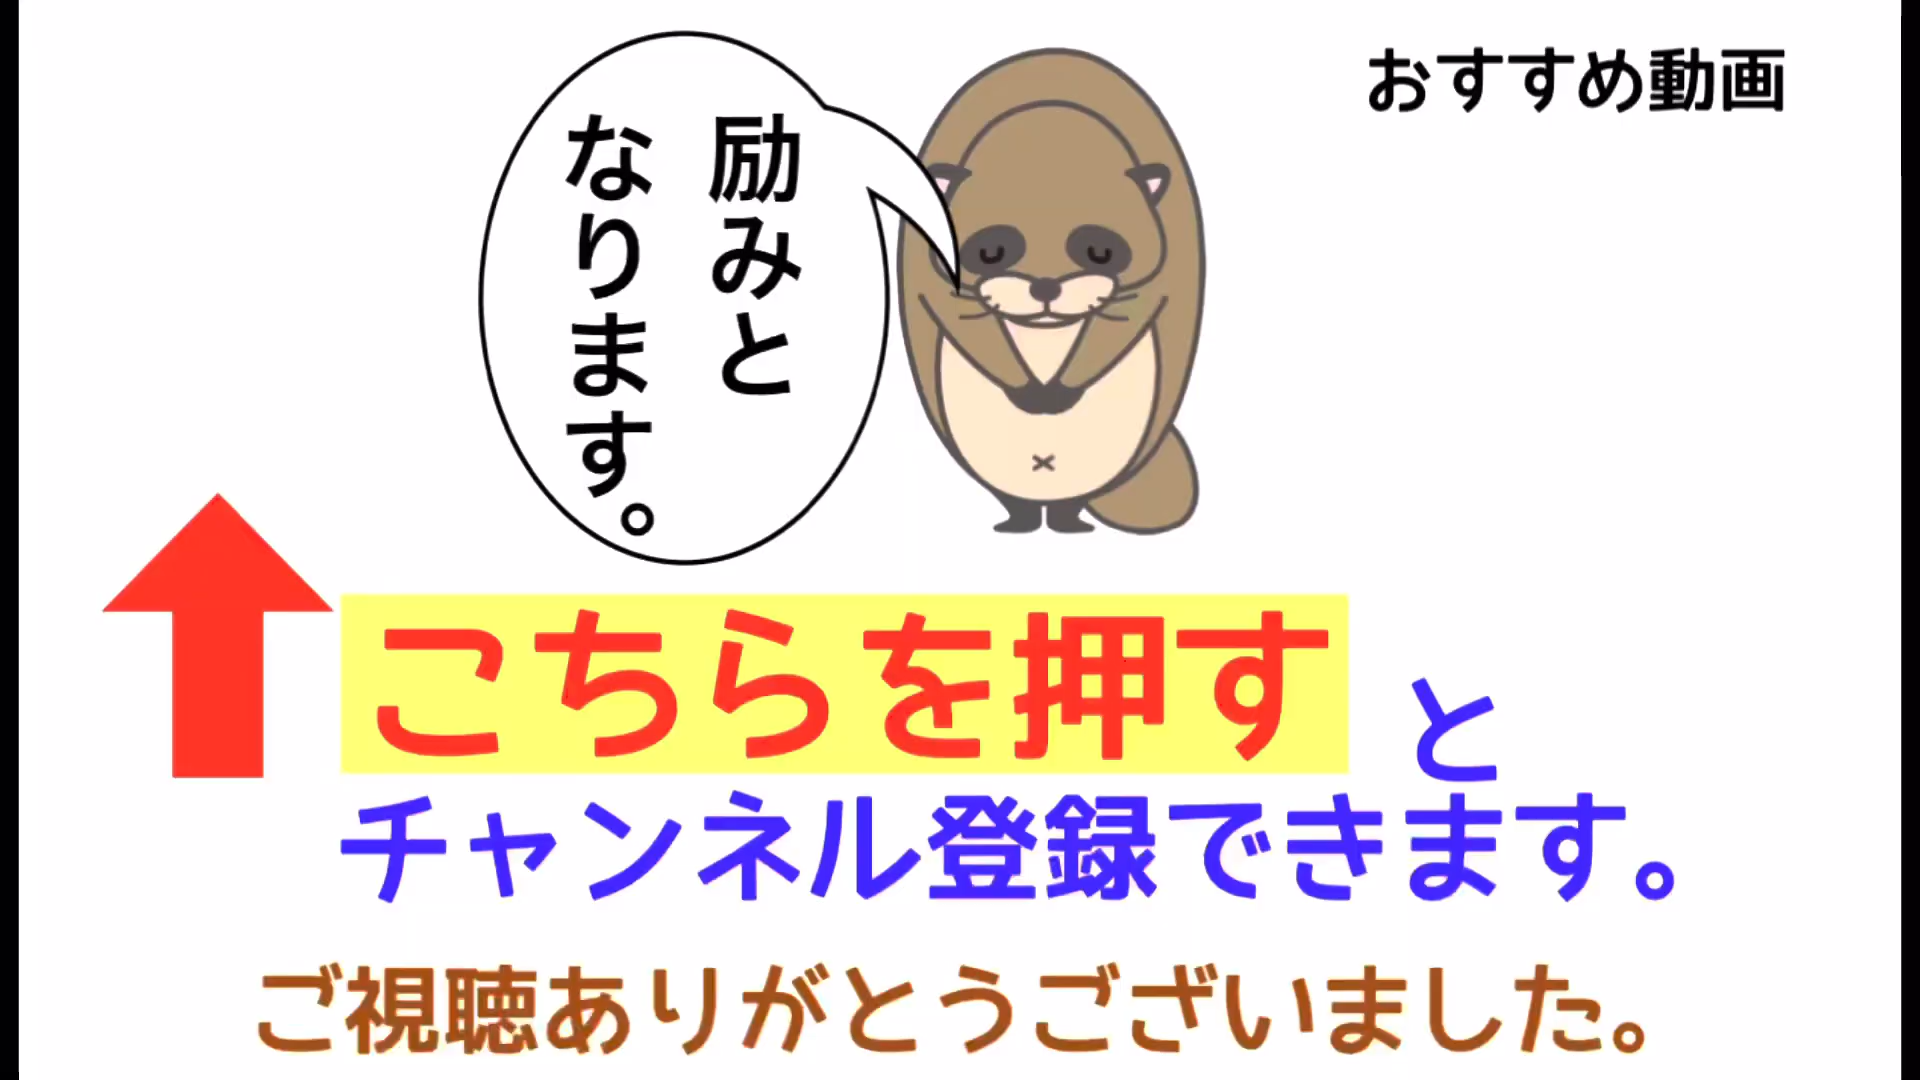 おすすめ動画
励みと
なります。
こちらを押す
と
チャンネル登録できます。
ご視聴ありがとうございました。